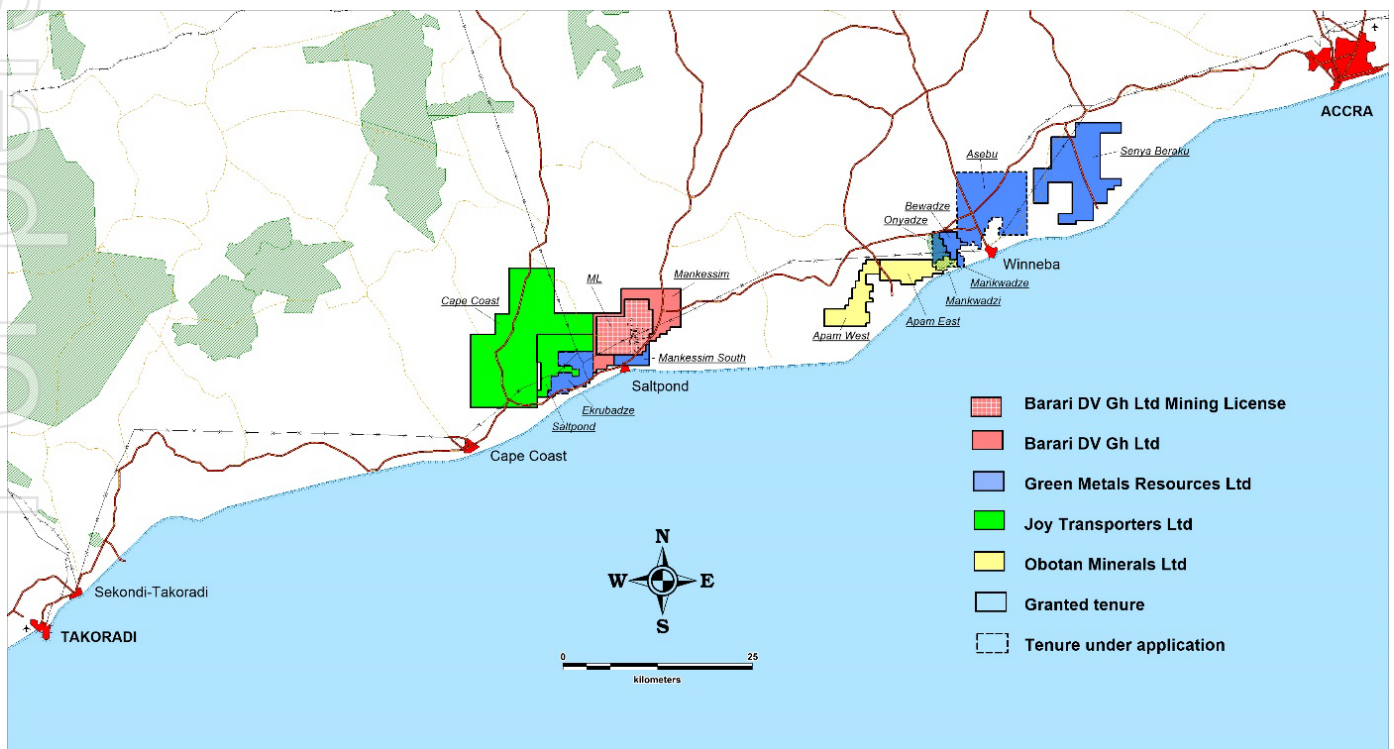 ACCRA
Senya Beraku
Asebu
Bewadze
Onyadze
Winneba
Mankwadze
Mankwadzi
Apam East
Apam West
Mankessim
ML
Cape Coast
Mankessim South
Saltpond
Ekrubadze
Saltpond
Cape Coast
Sekondi-Takoradi
TAKORADI
N
W E
S
0 25
kilometers
Barari DV Gh Ltd Mining License
Barari DV Gh Ltd
Green Metals Resources Ltd
Joy Transporters Ltd
Obotan Minerals Ltd
Granted tenure
Tenure under application